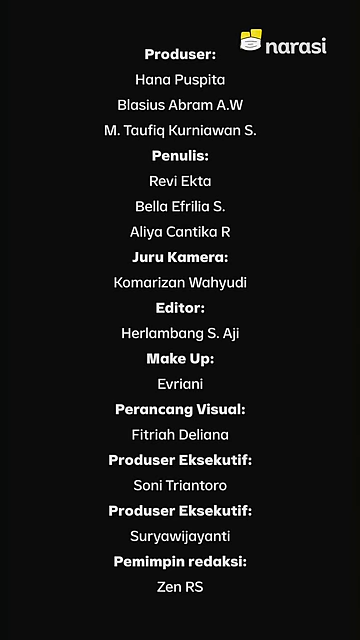 narasi
Produser:
Hana Puspita
Blasius Abram A.W
M. Taufiq Kurniawan S.
Penulis:
Revi Ekta
Bella Efrilia S.
Aliya Cantika R
Juru Kamera:
Komarizan Wahyudi
Editor:
Herlambang S. Aji
Make Up:
Evriani
Perancang Visual:
Fitriah Deliana
Produser Eksekutif:
Soni Triantoro
Produser Eksekutif:
Suryawijayanti
Pemimpin redaksi:
Zen RS